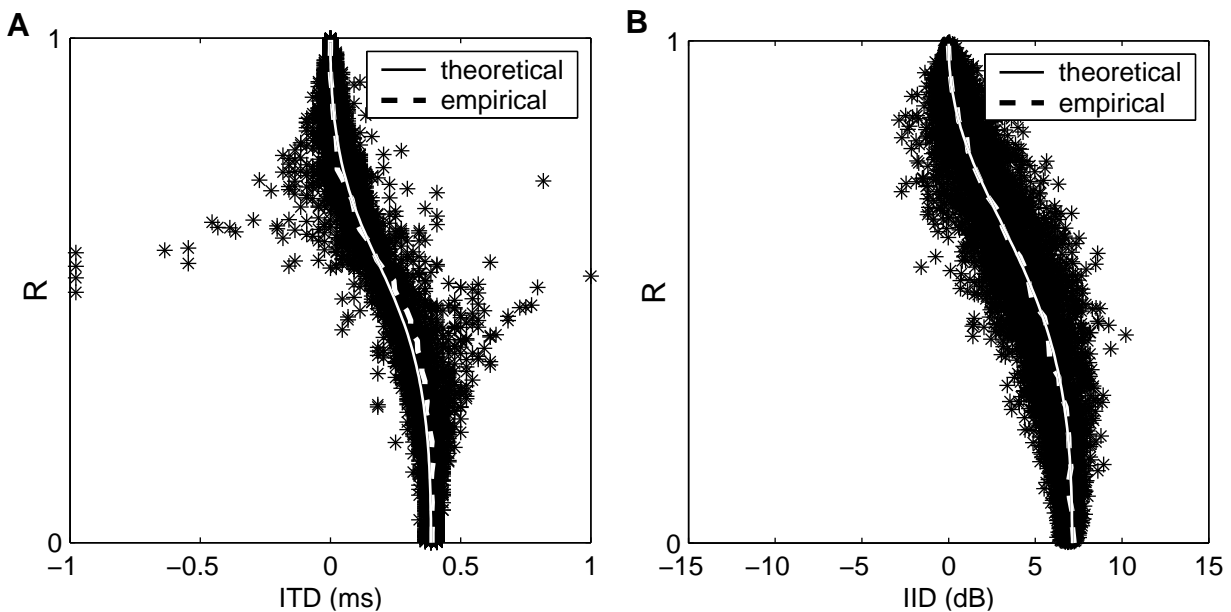 A
1
theoretical
empirical
R
0
−1
−0.5
0
0.5
1
ITD (ms)
B
1
theoretical
empirical
R
0
−15
−10
−5
0
5
10
15
IID (dB)